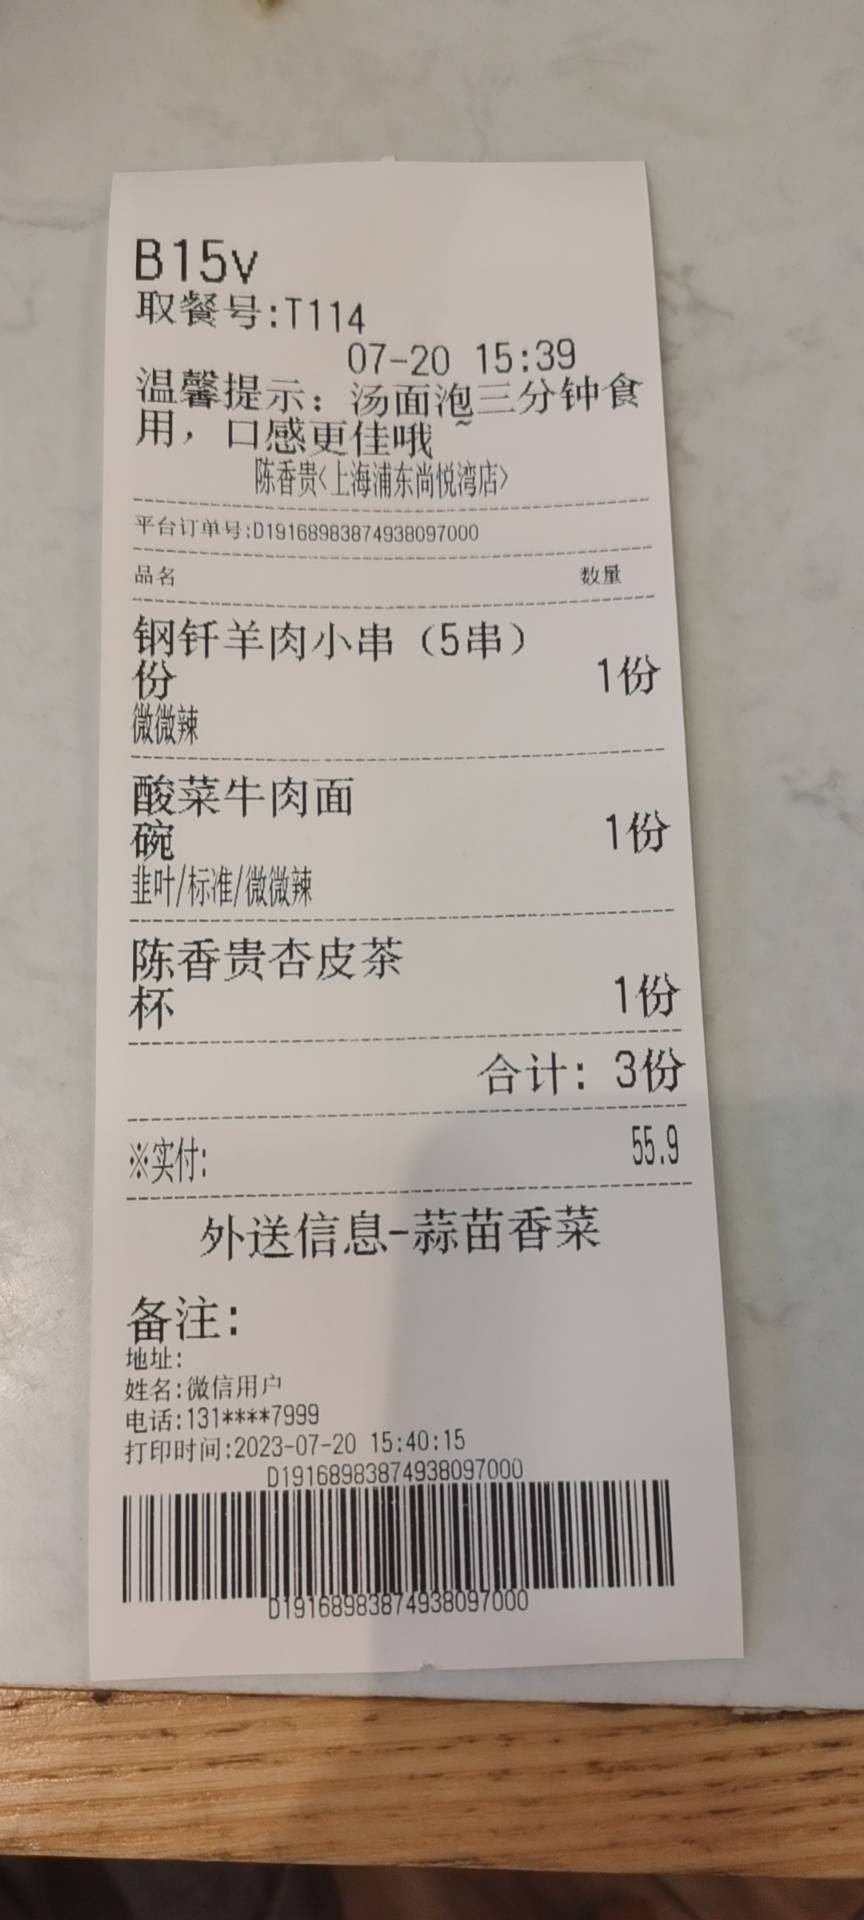 B15v
取餐号:T114
07-20 15:39
温馨提示: 汤面泡三分钟食
用, 口感更佳哦~
陈香贵<上海浦东尚悦湾店>
平台订单号:D19168983874938097000
品名 数量
钢钎羊肉小串（5串）
份 1份
微微辣
酸菜牛肉面
碗 1份
韭叶/标准/微微辣
陈香贵杏皮茶
杯 1份
合计: 3份
※实付: 55.9
外送信息-蒜苗香菜
备注:
地址:
姓名:微信用户
电话:131****7999
打印时间:2023-07-20 15:40:15
D19168983874938097000
D19168983874938097000